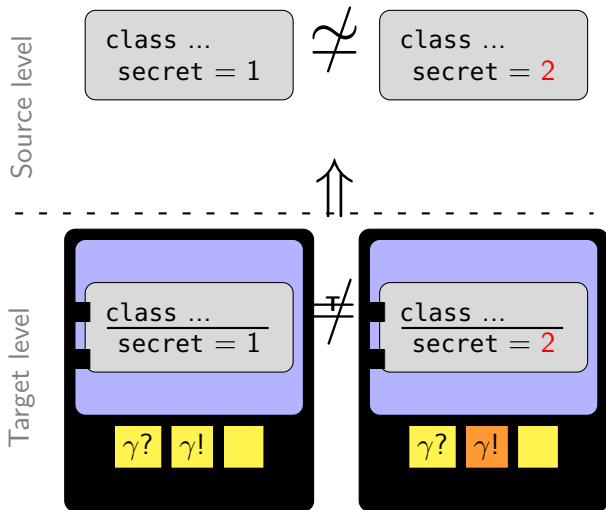 Source level
class ...
secret = 1
≄
class ...
secret = 2
⇑
Target level
class ...
secret = 1
≠
T
class ...
secret = 2
γ?
γ!
γ?
γ!